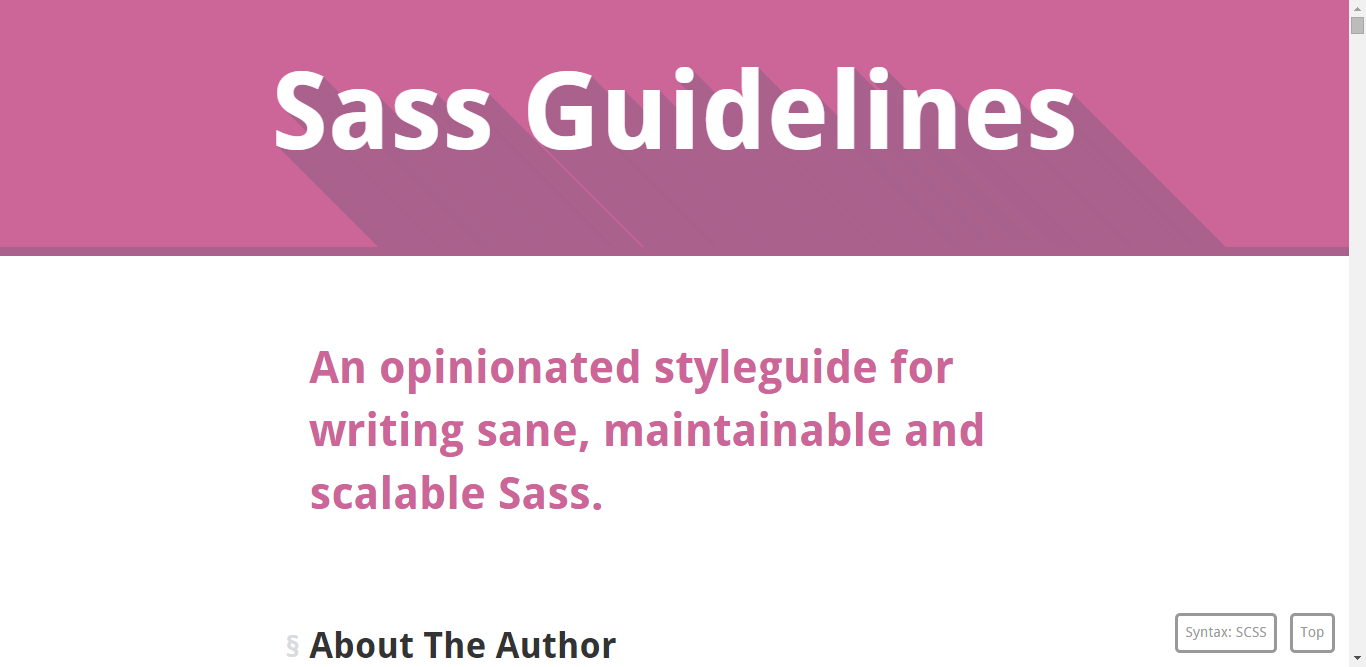 Sass Guidelines
An opinionated styleguide for
writing sane, maintainable and
scalable Sass.
§ About The Author
Syntax: SCSS
Top